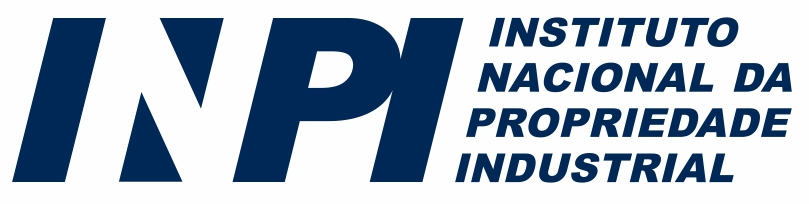 INPI
INSTITUTO
NACIONAL DA
PROPRIEDADE
INDUSTRIAL